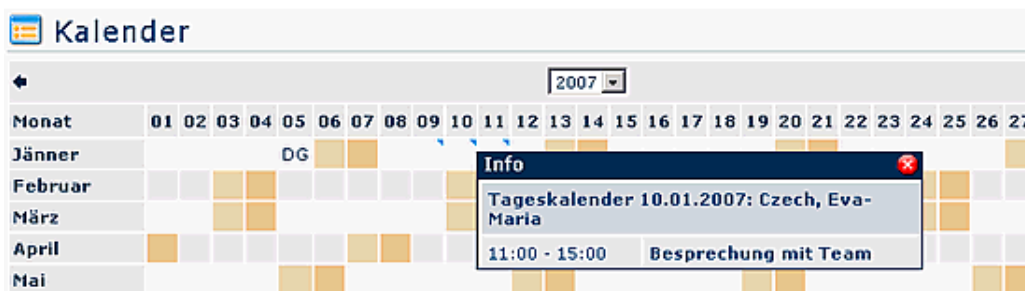 Kalender
2007
Monat 01 02 03 04 05 06 07 08 09 10 11 12 13 14 15 16 17 18 19 20 21 22 23 24 25 26 27
Jänner DG
Info
Februar
Tageskalender 10.01.2007: Czech, Eva-
Maria
März
April
11:00 - 15:00 Besprechung mit Team
Mai